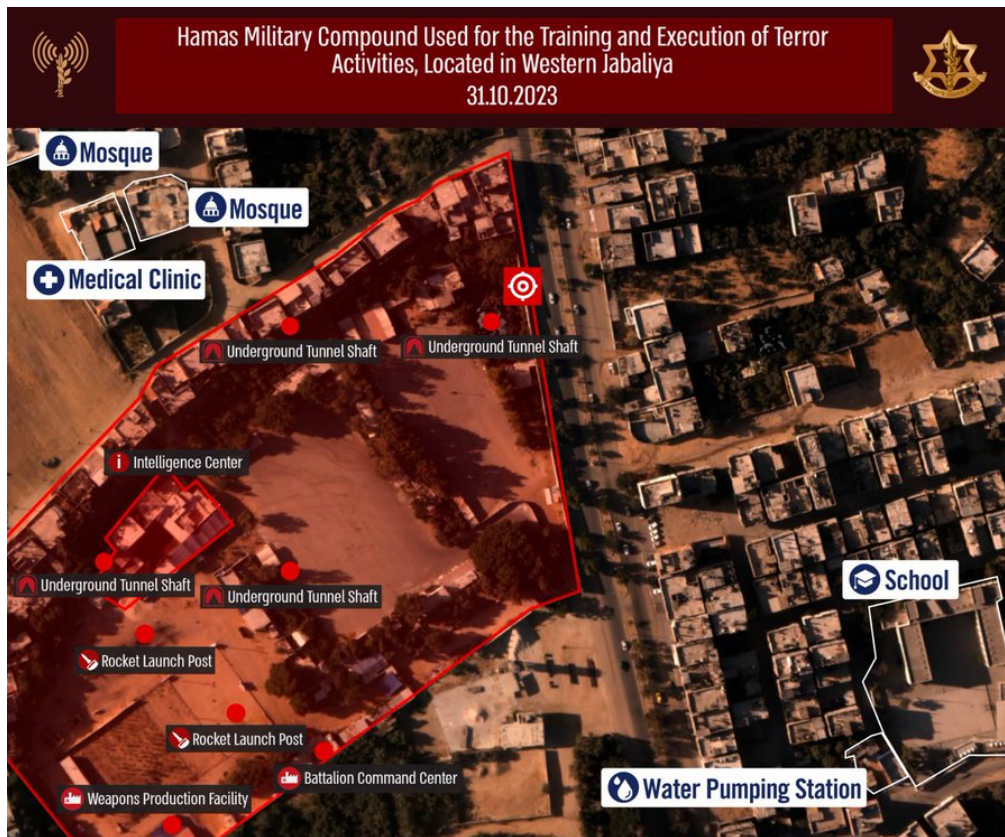 Hamas Military Compound Used for the Training and Execution of Terror
Activities, Located in Western Jabaliya
31.10.2023
Mosque
Mosque
Medical Clinic
Underground Tunnel Shaft
Underground Tunnel Shaft
Intelligence Center
Underground Tunnel Shaft
Underground Tunnel Shaft
School
Rocket Launch Post
Rocket Launch Post
Battalion Command Center
Water Pumping Station
Weapons Production Facility